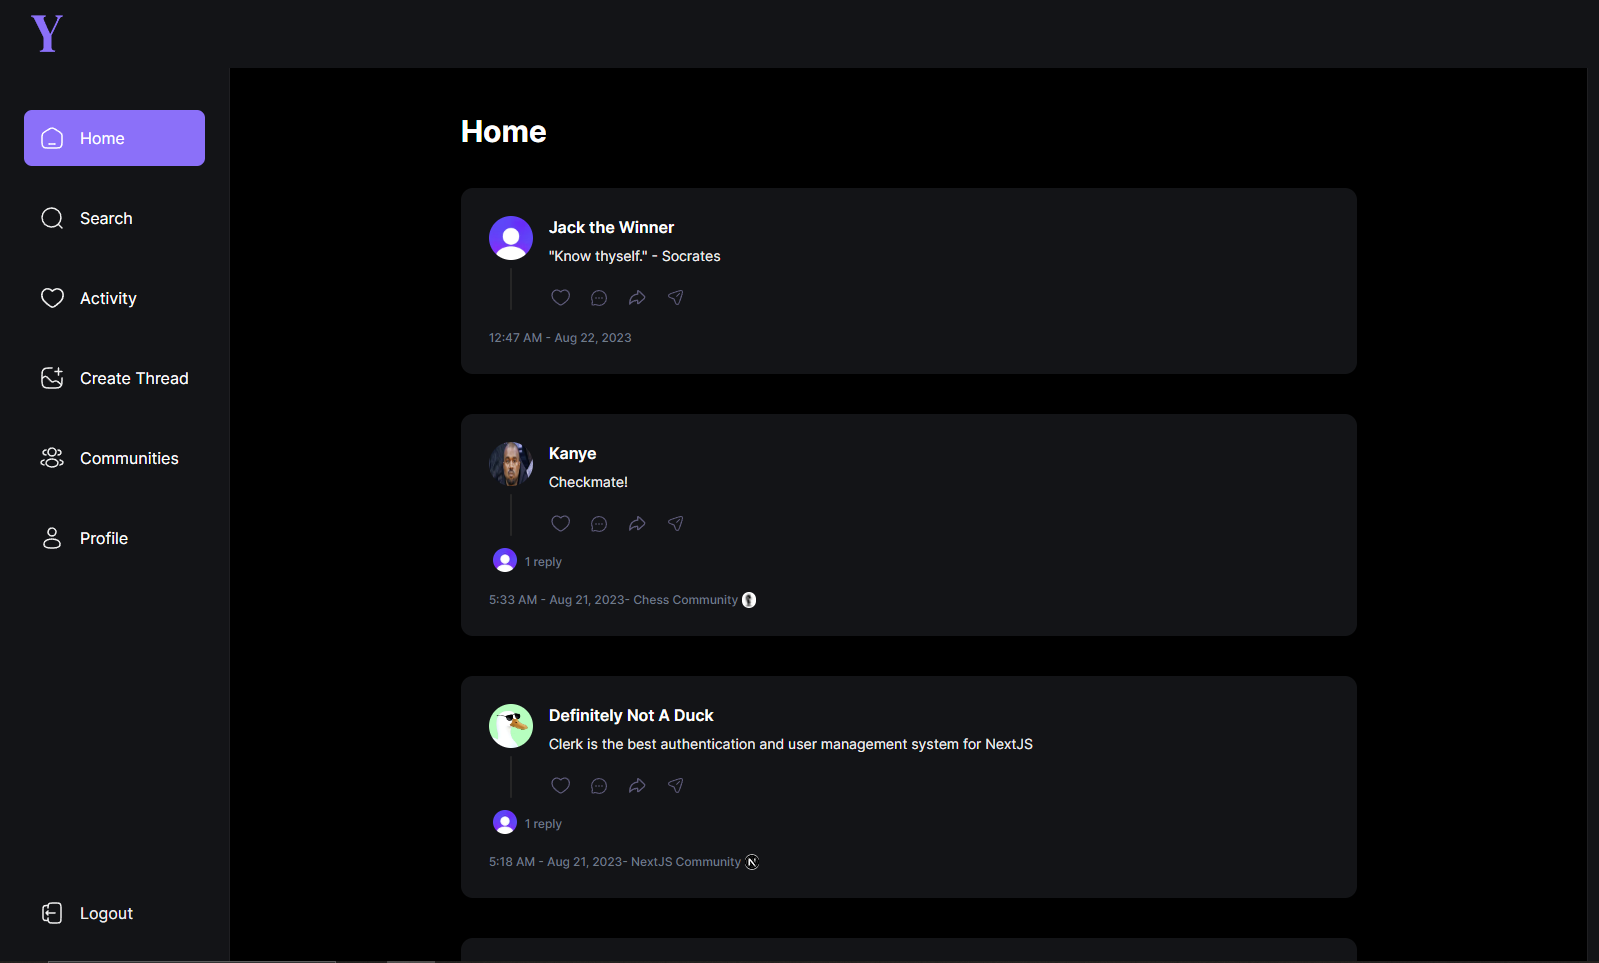 Y
Home
Search
Activity
Create Thread
Communities
Profile
Logout
Home
Jack the Winner
"Know thyself." - Socrates
12:47 AM - Aug 22, 2023
Kanye
Checkmate!
1 reply
5:33 AM - Aug 21, 2023- Chess Community
Definitely Not A Duck
Clerk is the best authentication and user management system for NextJS
1 reply
5:18 AM - Aug 21, 2023- NextJS Community N